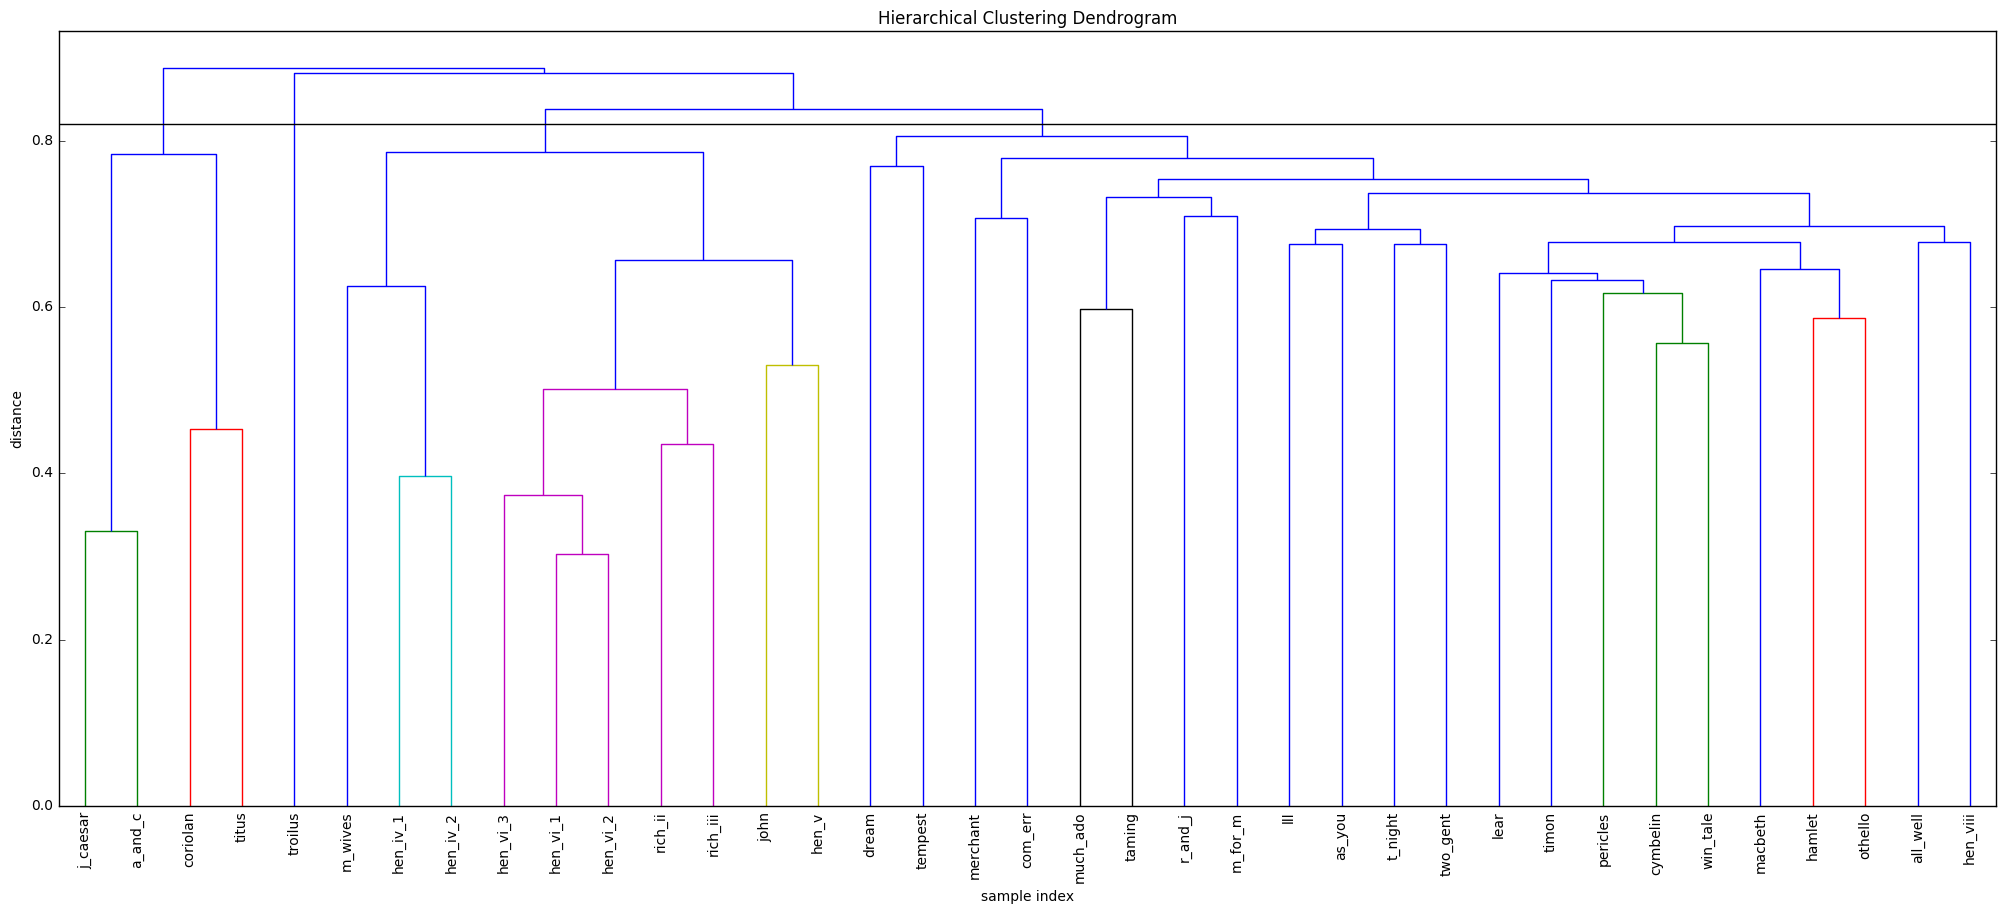 Hierarchical Clustering Dendrogram
distance
0.8
0.6
0.4
0.2
0.0
j_caesar
a_and_c
coriolan
titus
troilus
m_wives
hen_iv_1
hen_iv_2
hen_vi_3
hen_vi_1
hen_vi_2
rich_ii
rich_iii
john
hen_v
dream
tempest
merchant
com_err
much_ado
taming
r_and_j
m_for_m
lll
as_you
t_night
two_gent
lear
timon
pericles
cymbelin
win_tale
macbeth
hamlet
othello
all_well
hen_viii
sample index